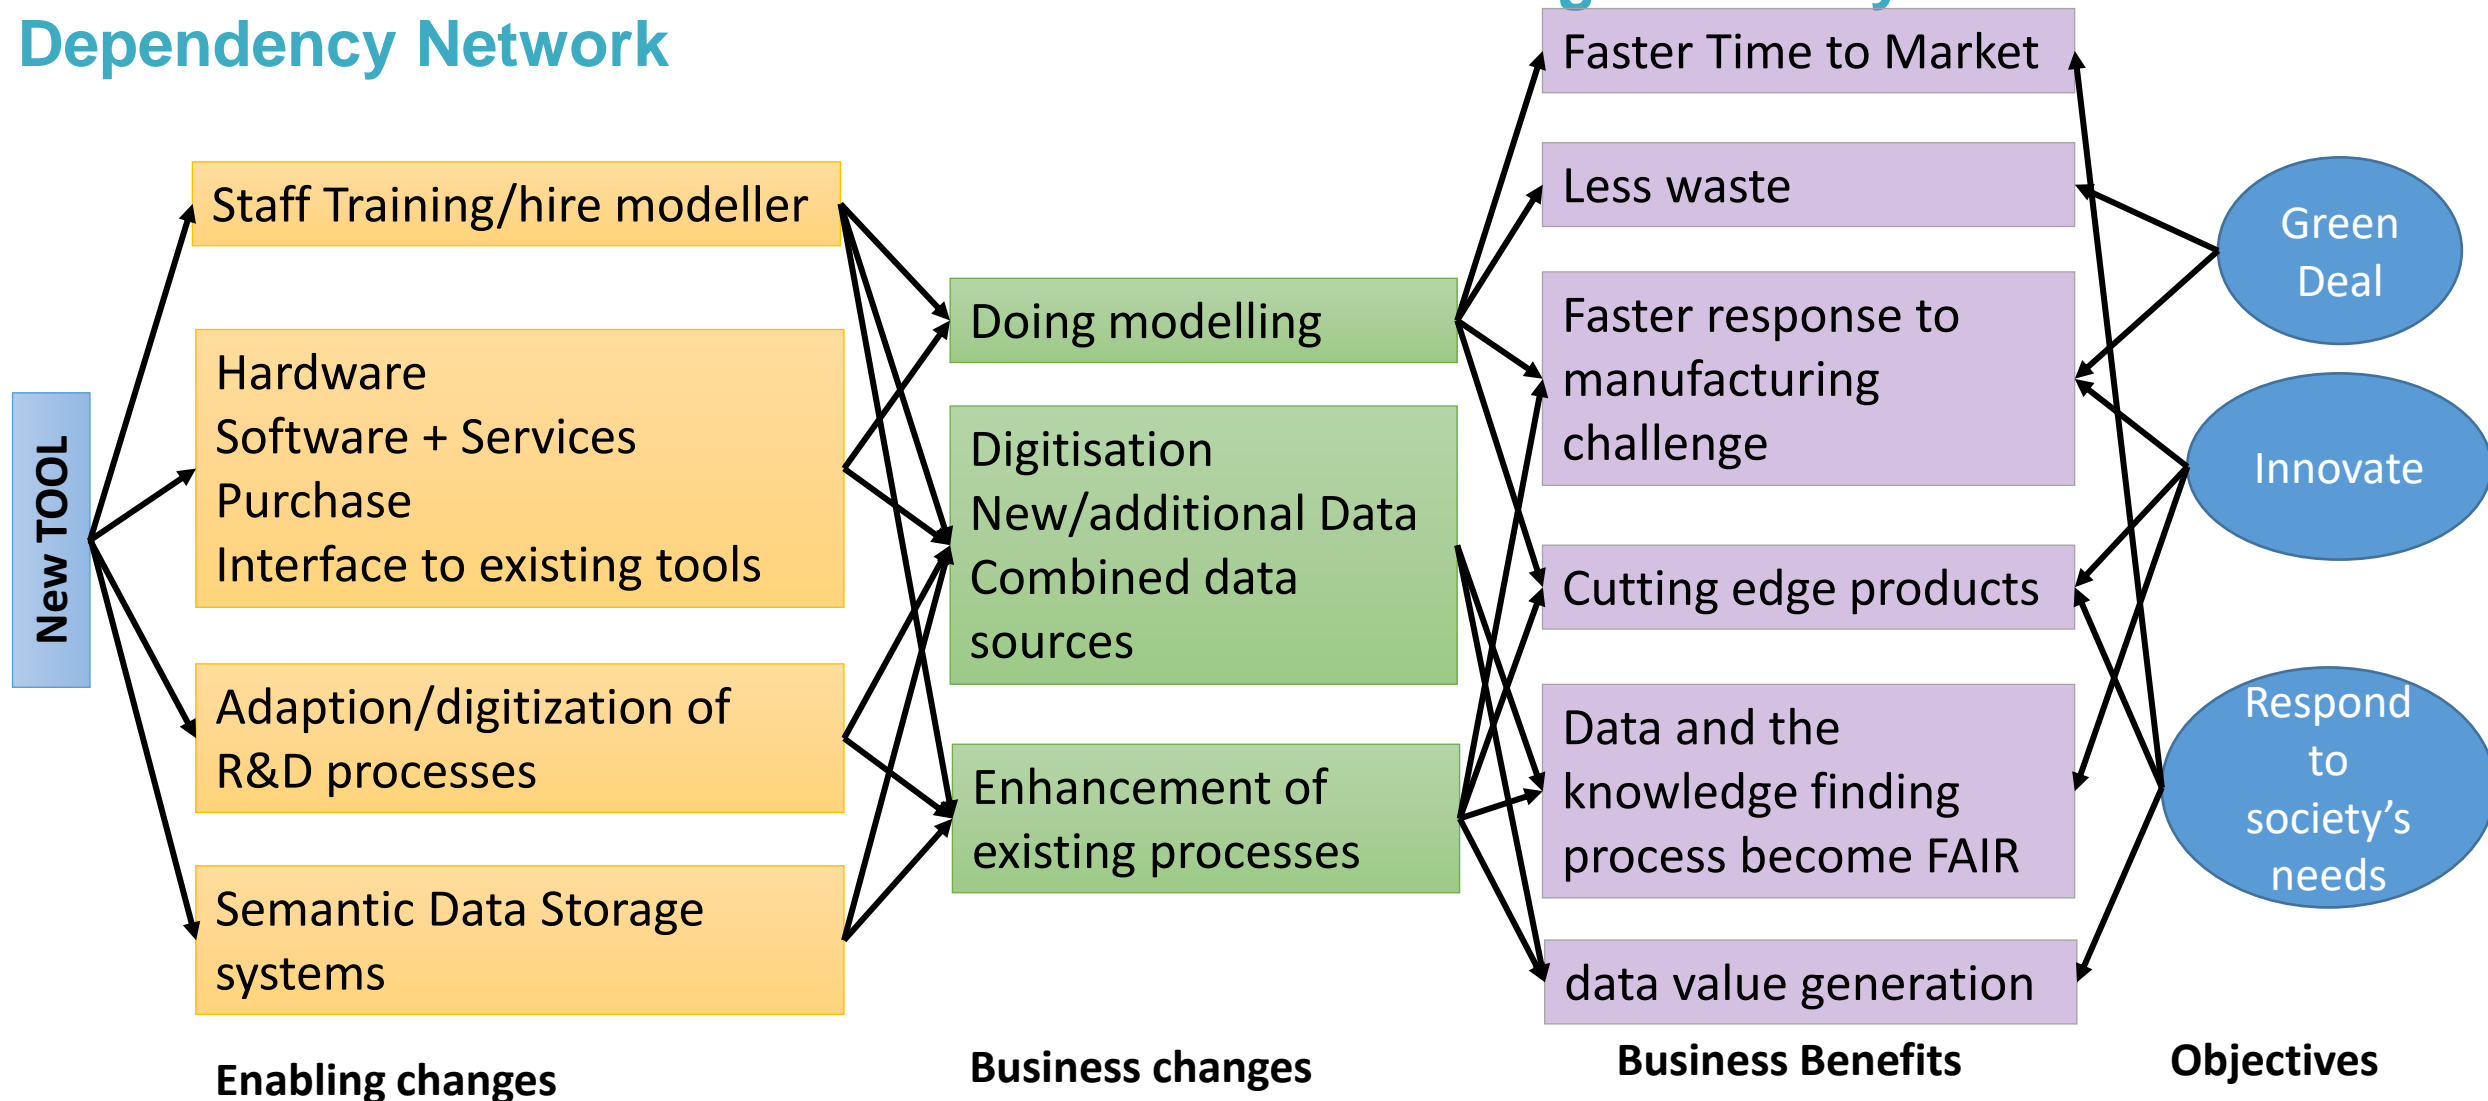 Dependency Network
New TOOL
Staff Training/hire modeller
Hardware
Software + Services
Purchase
Interface to existing tools
Adaption/digitization of
R&D processes
Semantic Data Storage
systems
Enabling changes
Doing modelling
Digitisation
New/additional Data
Combined data
sources
Enhancement of
existing processes
Business changes
Faster Time to Market
Less waste
Faster response to
manufacturing
challenge
Cutting edge products
Data and the
knowledge finding
process become FAIR
data value generation
Business Benefits
Green
Deal
Innovate
Respond
to
society’s
needs
Objectives